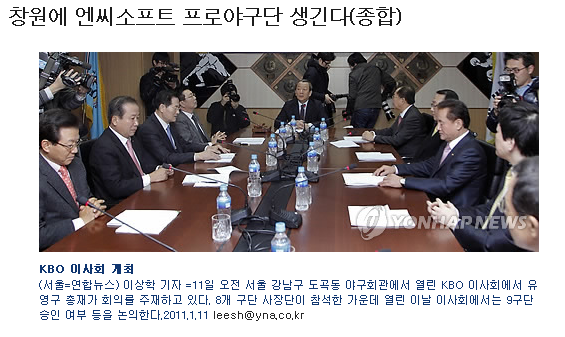 창원에 엔씨소프트 프로야구단 생긴다(종합)
YONHAP NEWS
KBO 이사회 개최
(서울=연합뉴스) 이상학 기자 =11일 오전 서울 강남구 도곡동 야구회관에서 열린 KBO 이사회에서 유
영구 총재가 회의를 주재하고 있다. 8개 구단 사장단이 참석한 가운데 열린 이날 이사회에서는 9구단
승인 여부 등을 논의한다.2011.1.11 leesh@yna.co.kr